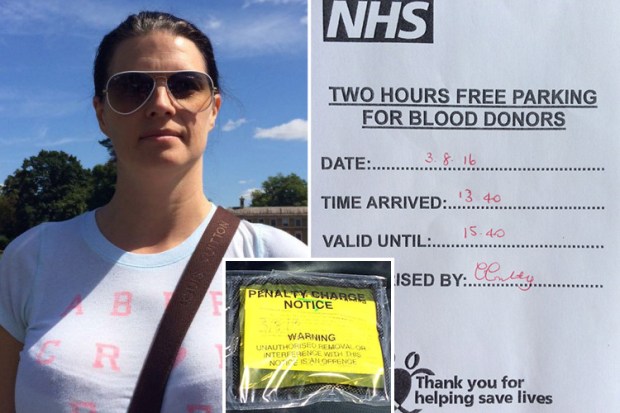 NHS
TWO HOURS FREE PARKING
FOR BLOOD DONORS
DATE: 3.8.16
TIME ARRIVED: 13 40
VALID UNTIL: 15.40
ISED BY:
Thank you for
helping save lives
PENALTY CHARGE
NOTICE
WARNING
UNAUTHORISED REMOVAL OR
INTERFERENCE WITH THIS
NOTICE IS AN OFFENCE
UITTON
A B
C R